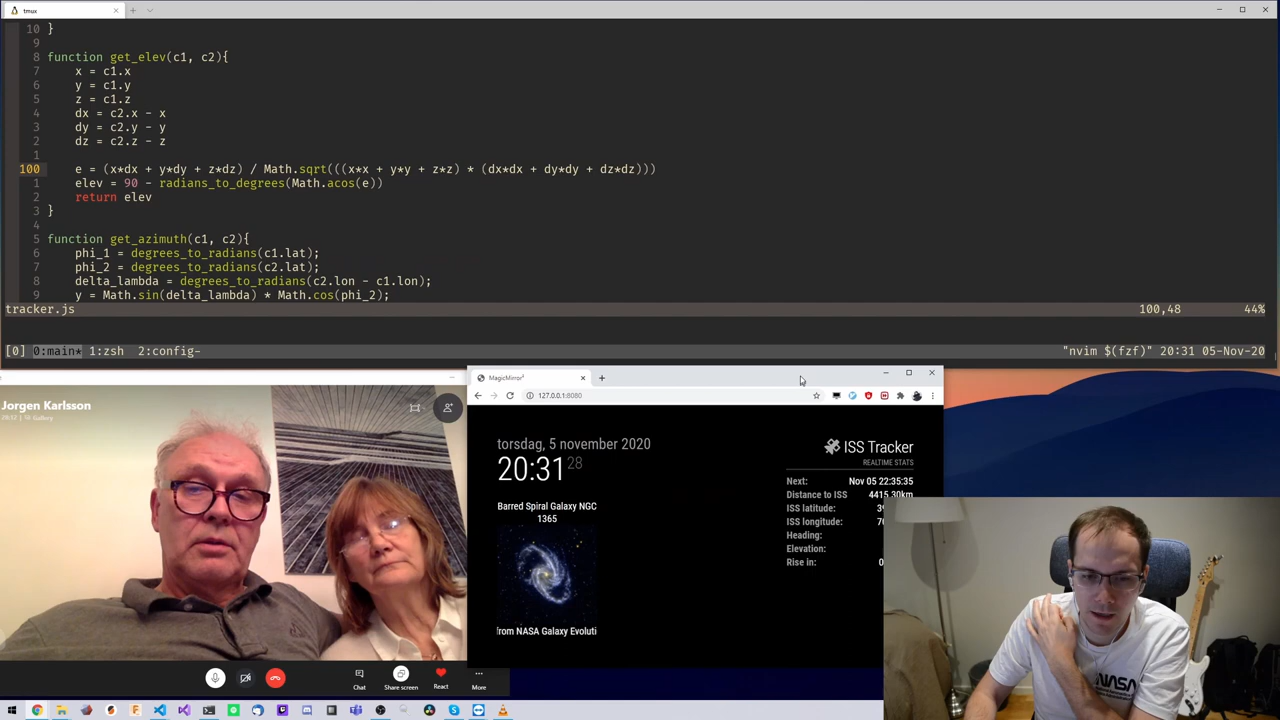 tmux
10 }
9
8 function get_elev(c1, c2){
7 x = c1.x
6 y = c1.y
5 z = c1.z
4 dx = c2.x - x
3 dy = c2.y - y
2 dz = c2.z - z
1
100 e = (x*dx + y*dy + z*dz) / Math.sqrt(((x*x + y*y + z*z) * (dx*dx + dy*dy + dz*dz)))
1 elev = 90 - radians_to_degrees(Math.acos(e))
2 return elev
3 }
4
5 function get_azimuth(c1, c2){
6 phi_1 = degrees_to_radians(c1.lat);
7 phi_2 = degrees_to_radians(c2.lat);
8 delta_lambda = degrees_to_radians(c2.lon - c1.lon);
9 y = Math.sin(delta_lambda) * Math.cos(phi_2);
tracker.js 100,48 44%
[0] 0:main* 1:zsh 2:config- "nvim $(fzf)" 20:31 05-Nov-20
Jorgen Karlsson
Gallery
Chat
Share screen
React
More
MagicMirror²
127.0.0.1:8080
torsdag, 5 november 2020
20:31 28
Barred Spiral Galaxy NGC
1365
from NASA Galaxy Evoluti
ISS Tracker
REALTIME STATS
Next: Nov 05 22:35:35
Distance to ISS 4415.30km
ISS latitude:
ISS longitude:
Heading:
Elevation:
Rise in:
NASA